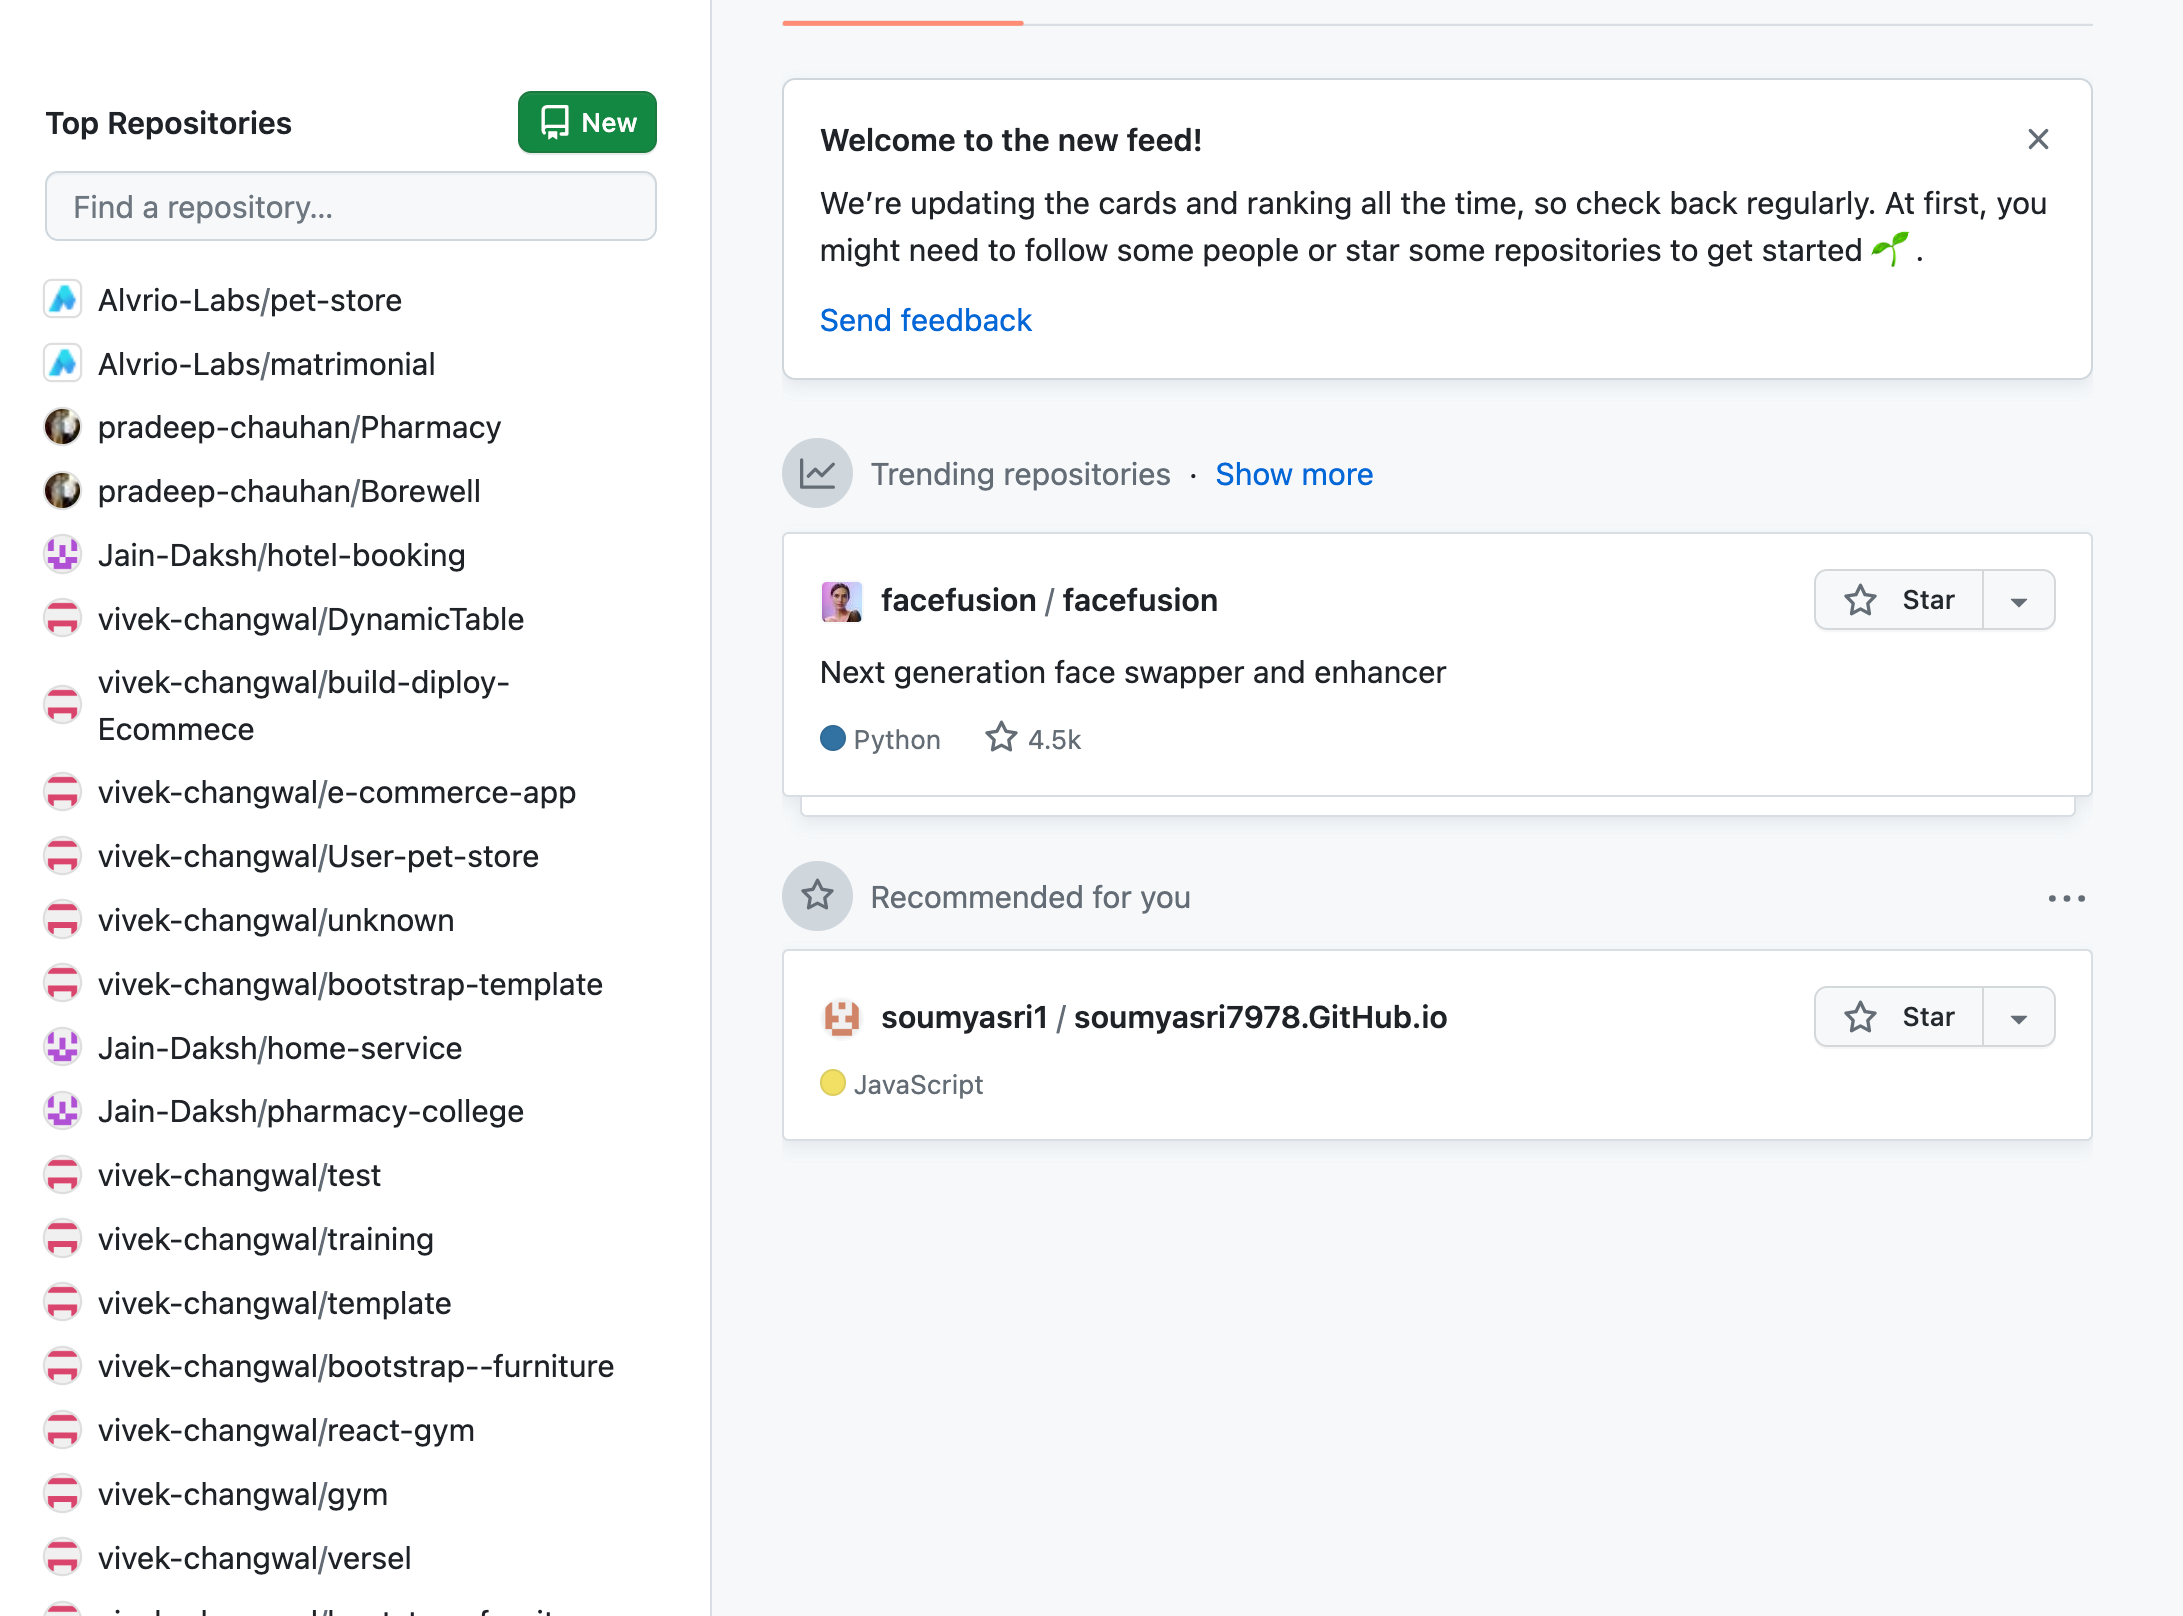 Top Repositories
New
Find a repository...
Alvrio-Labs/pet-store
Alvrio-Labs/matrimonial
pradeep-chauhan/Pharmacy
pradeep-chauhan/Borewell
Jain-Daksh/hotel-booking
vivek-changwal/DynamicTable
vivek-changwal/build-diploy-
Ecommece
vivek-changwal/e-commerce-app
vivek-changwal/User-pet-store
vivek-changwal/unknown
vivek-changwal/bootstrap-template
Jain-Daksh/home-service
Jain-Daksh/pharmacy-college
vivek-changwal/test
vivek-changwal/training
vivek-changwal/template
vivek-changwal/bootstrap--furniture
vivek-changwal/react-gym
vivek-changwal/gym
vivek-changwal/versel
Welcome to the new feed!
We’re updating the cards and ranking all the time, so check back regularly. At first, you
might need to follow some people or star some repositories to get started 🌱 .
Send feedback
Trending repositories · Show more
facefusion / facefusion
Star
Next generation face swapper and enhancer
Python 4.5k
Recommended for you
soumyasri1 / soumyasri7978.GitHub.io
Star
JavaScript